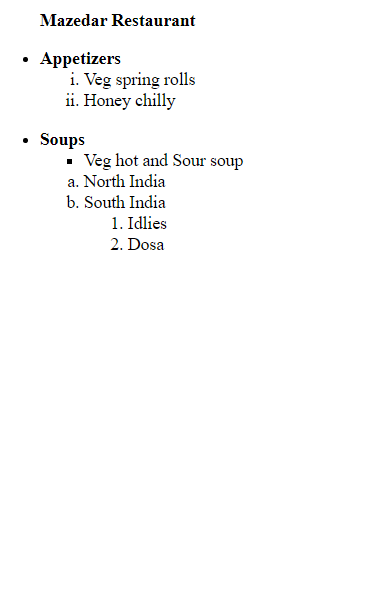 Mazedar Restaurant
• Appetizers
i. Veg spring rolls
ii. Honey chilly
• Soups
▪ Veg hot and Sour soup
a. North India
b. South India
1. Idlies
2. Dosa